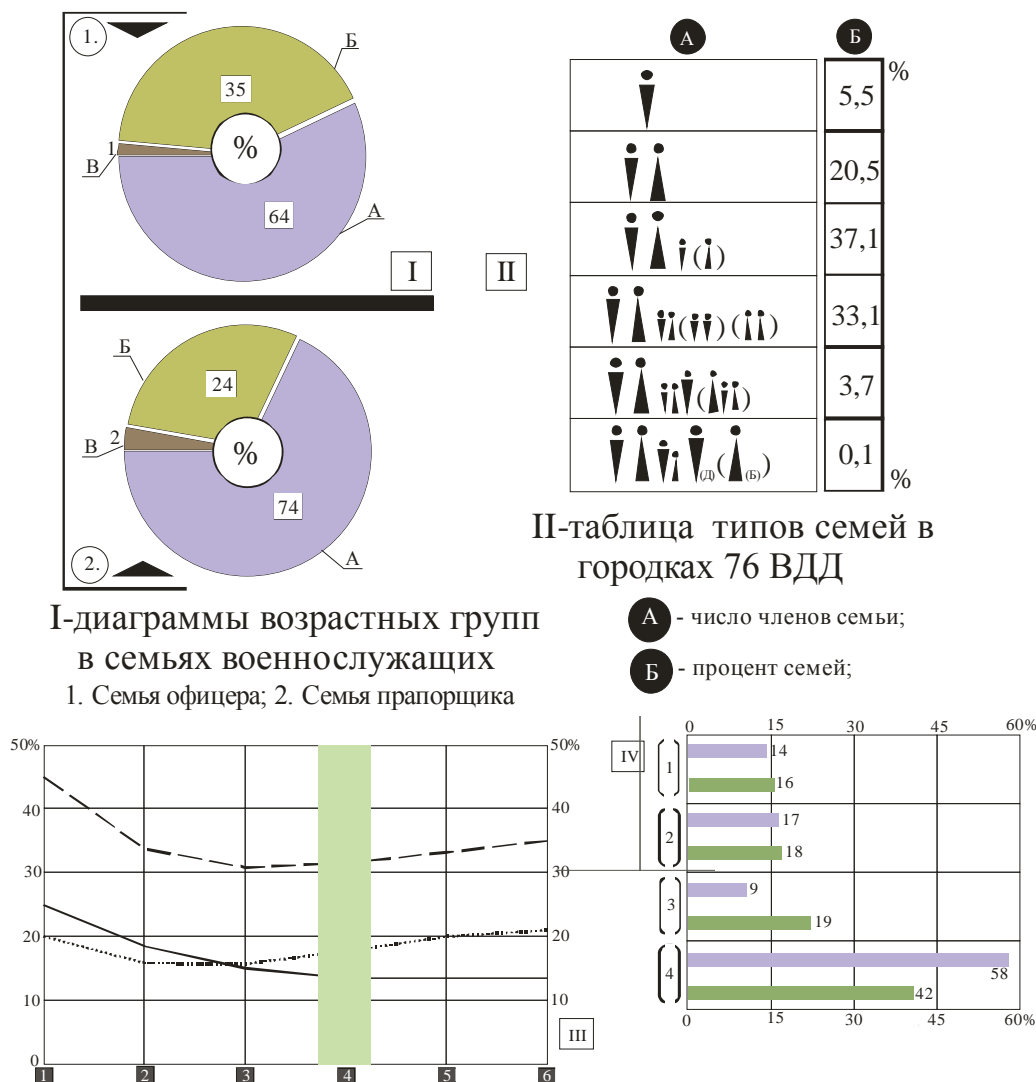 1.
Б
35
%
1
В
64
А
I
Б
24
2
В
%
74
А
2.
I-диаграммы возрастных групп
в семьях военнослужащих
1. Семья офицера; 2. Семья прапорщика
II
А
Б
%
5,5
20,5
37,1
( )
33,1
( ) ( )
3,7
( )
0,1
(Д) ( (Б) )
%
II-таблица типов семей в
городках 76 ВДД
А - число членов семьи;
Б - процент семей;
50% 50%
40 40
30 30
20 20
10 10
0
1 2 3 4 5 6
III
IV
0 15 30 45 60%
1
14
16
2
17
18
3
9
19
4
58
42
0 15 30 45 60%